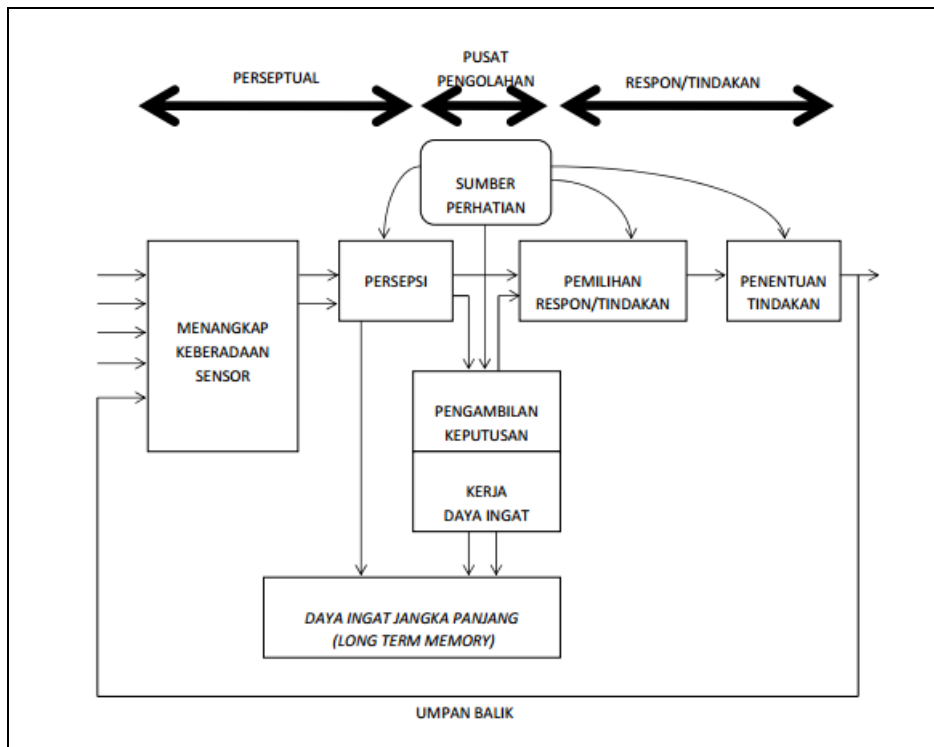 PERSEPTUAL
PUSAT
PENGOLAHAN
RESPON/TINDAKAN
SUMBER
PERHATIAN
MENANGKAP
KEBERADAAN
SENSOR
PERSEPSI
PEMILIHAN
RESPON/TINDAKAN
PENENTUAN
TINDAKAN
PENGAMBILAN
KEPUTUSAN
KERJA
DAYA INGAT
DAYA INGAT JANGKA PANJANG
(LONG TERM MEMORY)
UMPAN BALIK